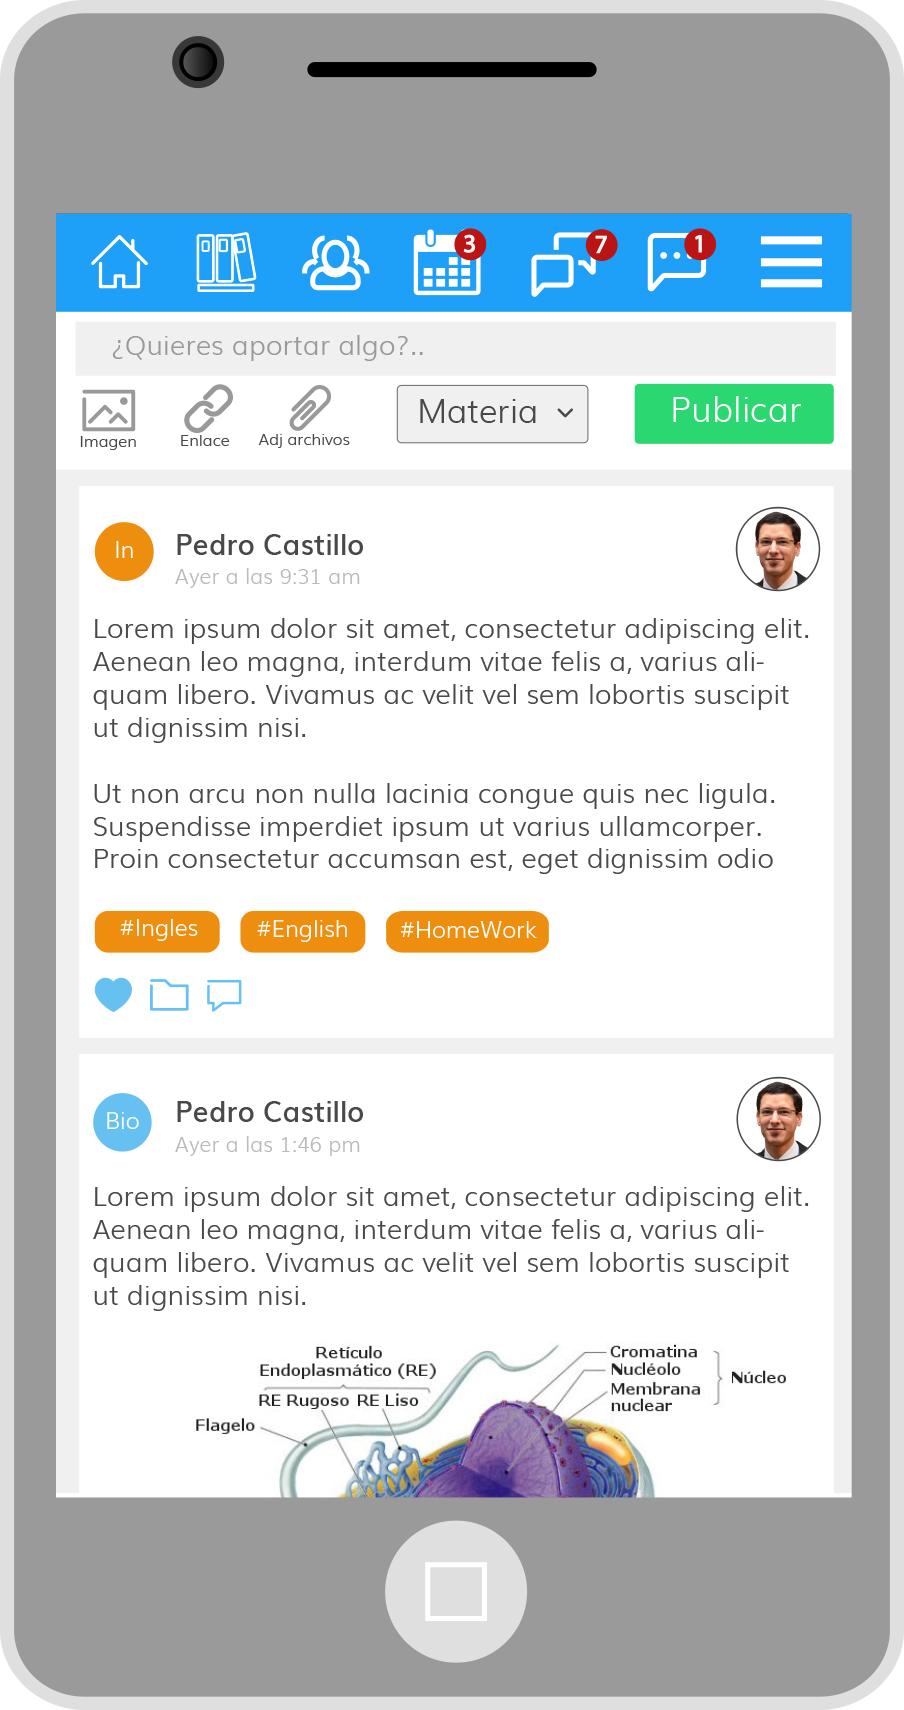 3
7
1
¿Quieres aportar algo?..
Imagen
Enlace
Adj archivos
Materia
Publicar
In
Pedro Castillo
Ayer a las 9:31 am
Lorem ipsum dolor sit amet, consectetur adipiscing elit.
Aenean leo magna, interdum vitae felis a, varius ali-
quam libero. Vivamus ac velit vel sem lobortis suscipit
ut dignissim nisi.
Ut non arcu non nulla lacinia congue quis nec ligula.
Suspendisse imperdiet ipsum ut varius ullamcorper.
Proin consectetur accumsan est, eget dignissim odio
#Ingles
#English
#HomeWork
Bio
Pedro Castillo
Ayer a las 1:46 pm
Lorem ipsum dolor sit amet, consectetur adipiscing elit.
Aenean leo magna, interdum vitae felis a, varius ali-
quam libero. Vivamus ac velit vel sem lobortis suscipit
ut dignissim nisi.
Retículo
Endoplasmático (RE)
RE Rugoso RE Liso
Flagelo
Cromatina
Nucléolo
Membrana
nuclear
Núcleo